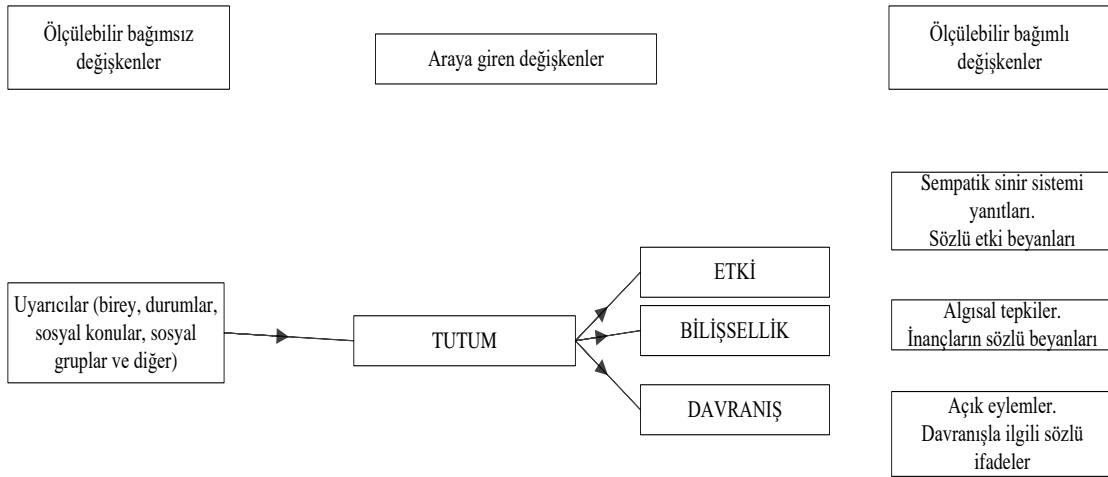 Ölçülebilir bağımsız
değişkenler
Araya giren değişkenler
Ölçülebilir bağımlı
değişkenler
Uyarıcılar (birey, durumlar,
sosyal konular, sosyal
gruplar ve diğer)
TUTUM
ETKİ
BİLİŞSELLİK
DAVRANIŞ
Sempatik sinir sistemi
yanıtları.
Sözlü etki beyanları
Algısal tepkiler.
İnançların sözlü beyanları
Açık eylemler.
Davranışla ilgili sözlü
ifadeler